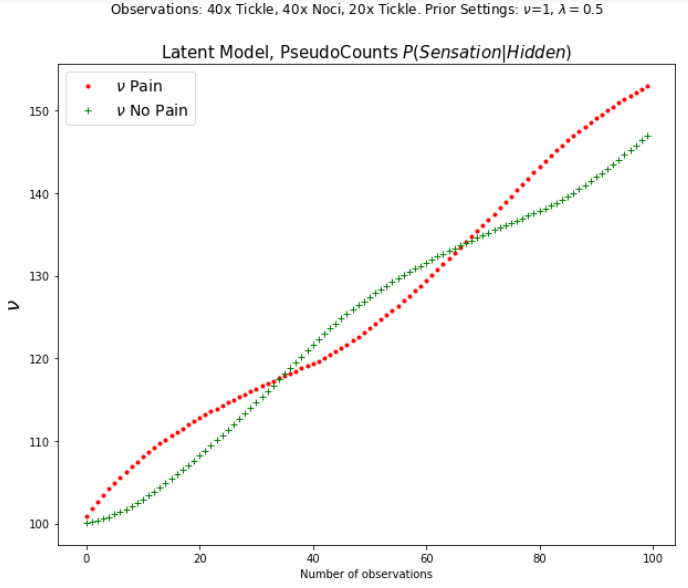 Observations: 40x Tickle, 40x Noci, 20x Tickle. Prior Settings: ν=1, λ = 0.5
Latent Model, PseudoCounts P(Sensation|Hidden)
ν Pain
ν No Pain
150
140
130
120
110
100
ν
0 20 40 60 80 100
Number of observations